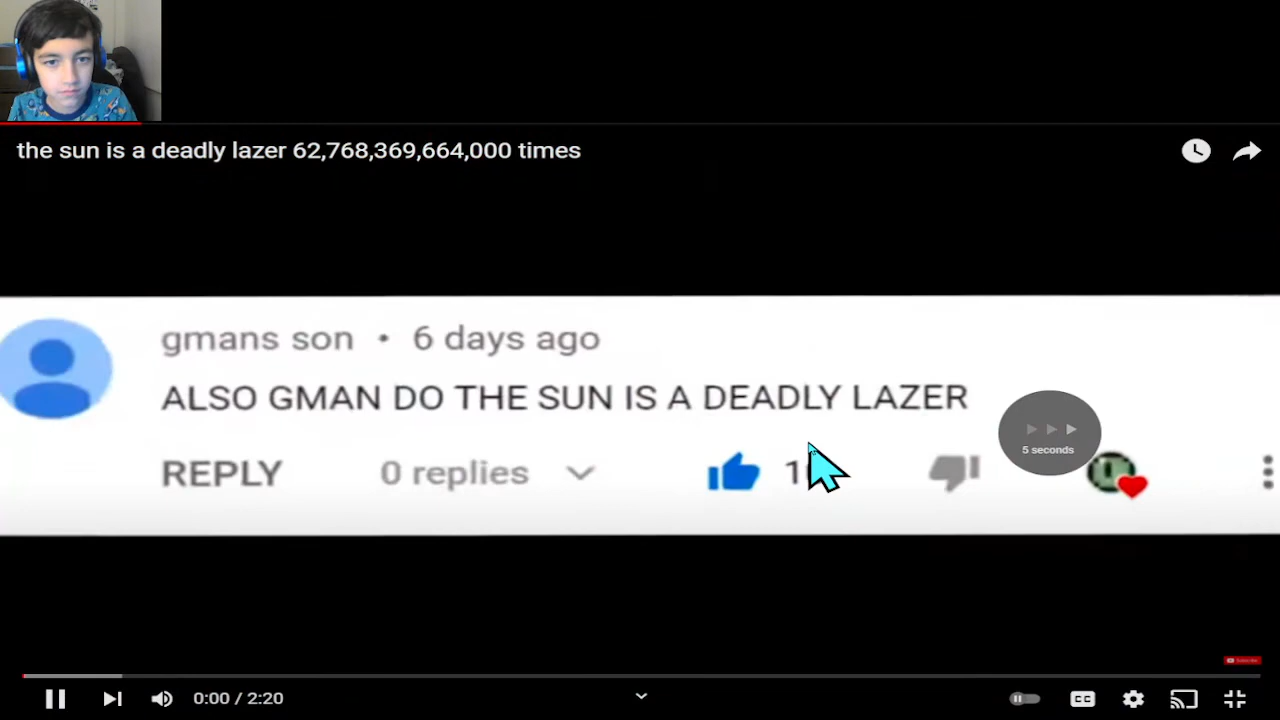 the sun is a deadly lazer 62,768,369,664,000 times
gmans son • 6 days ago
ALSO GMAN DO THE SUN IS A DEADLY LAZER
5 seconds
REPLY 0 replies
0:00 / 2:20 CC